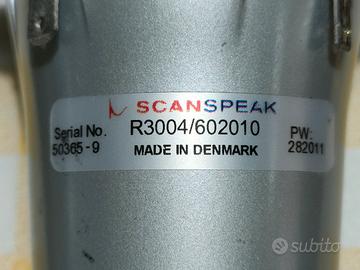 SCANSPEAK
Serial No. R3004/602010 PW:
50365-9 MADE IN DENMARK 282011
subito